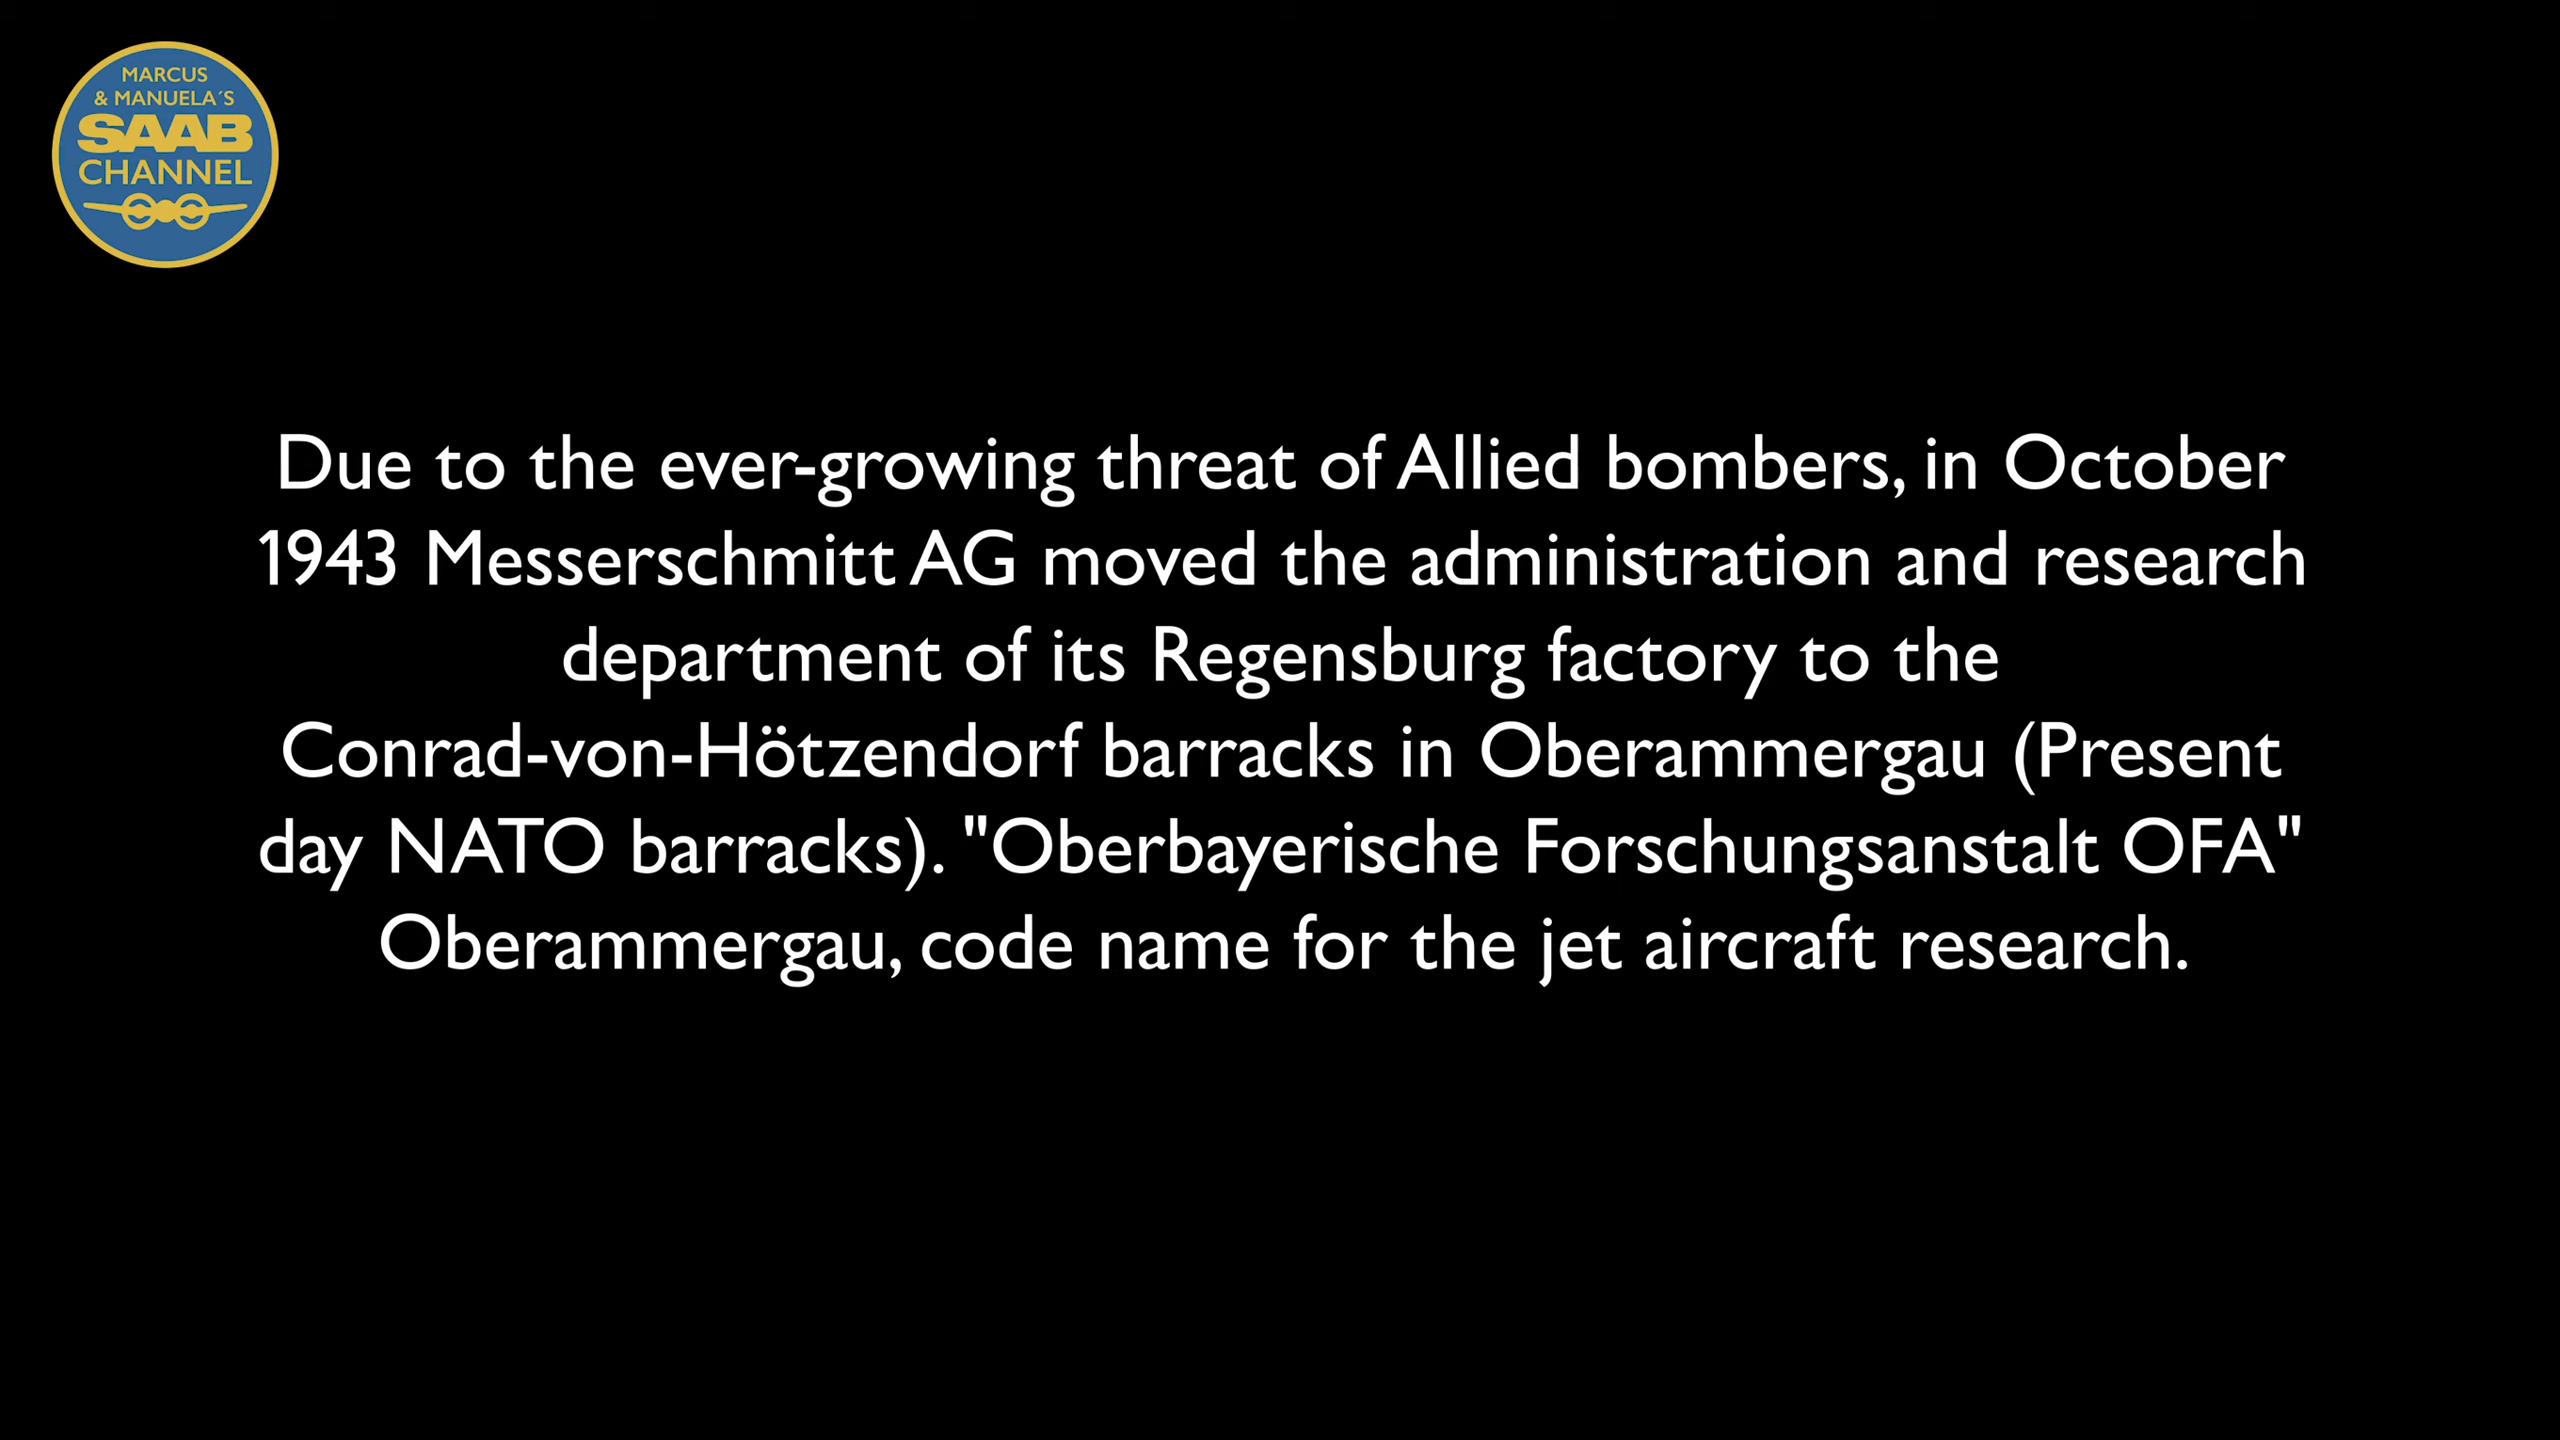 MARCUS
& MANUELA´S
SAAB
CHANNEL
Due to the ever-growing threat of Allied bombers, in October
1943 Messerschmitt AG moved the administration and research
department of its Regensburg factory to the
Conrad-von-Hötzendorf barracks in Oberammergau (Present
day NATO barracks). "Oberbayerische Forschungsanstalt OFA"
Oberammergau, code name for the jet aircraft research.